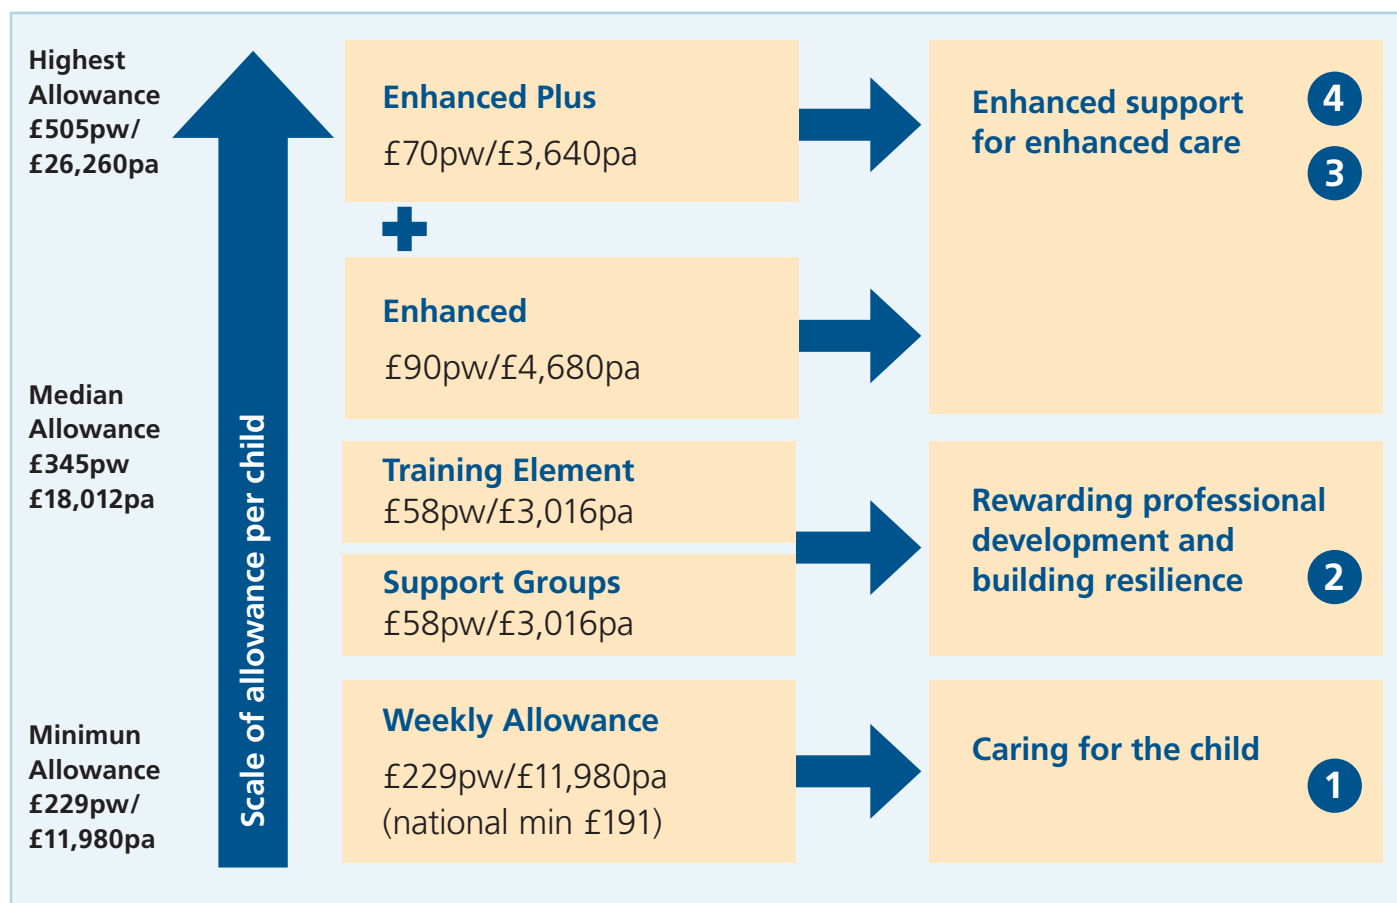 Highest
Allowance
£505pw/
£26,260pa
Median
Allowance
£345pw
£18,012pa
Minimun
Allowance
£229pw/
£11,980pa
Scale of allowance per child
Enhanced Plus
£70pw/£3,640pa
Enhanced
£90pw/£4,680pa
Training Element
£58pw/£3,016pa
Support Groups
£58pw/£3,016pa
Weekly Allowance
£229pw/£11,980pa
(national min £191)
Enhanced support
for enhanced care
4
3
Rewarding professional
development and
building resilience
2
Caring for the child
1